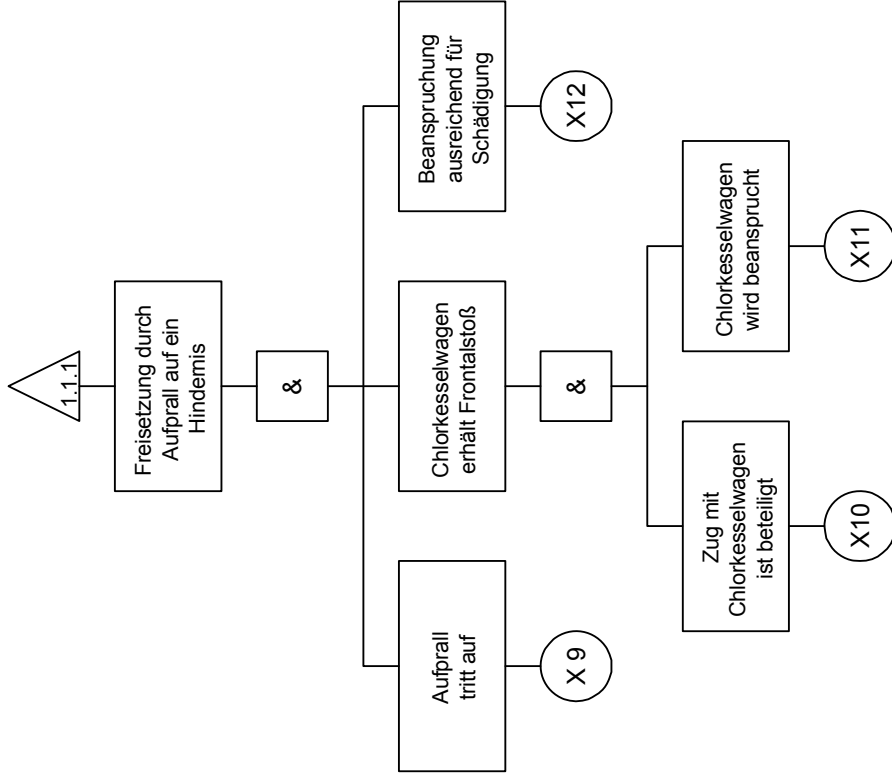 1.1.1
Freisetzung durch
Aufprall auf ein
Hindernis
&
Aufprall
tritt auf
X 9
Chlorkesselwagen
erhält Frontalstoß
&
Beanspruchung
ausreichend für
Schädigung
X12
Zug mit
Chlorkesselwagen
ist beteiligt
X10
Chlorkesselwagen
wird beansprucht
X11